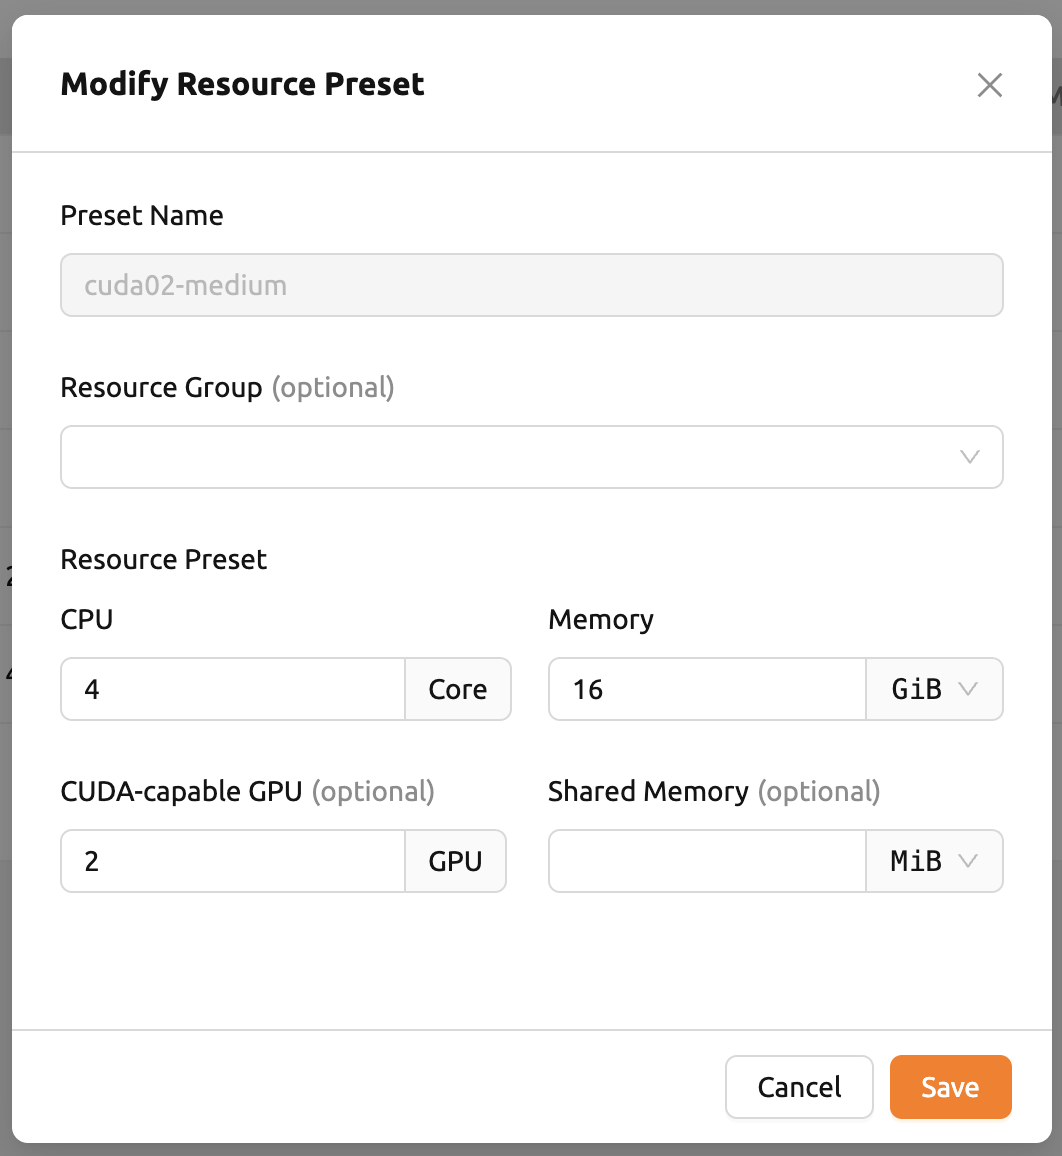 Modify Resource Preset
Preset Name
cuda02-medium
Resource Group (optional)
Resource Preset
CPU
Memory
4 Core
16 GiB
CUDA-capable GPU (optional)
Shared Memory (optional)
2 GPU
MiB
Cancel
Save